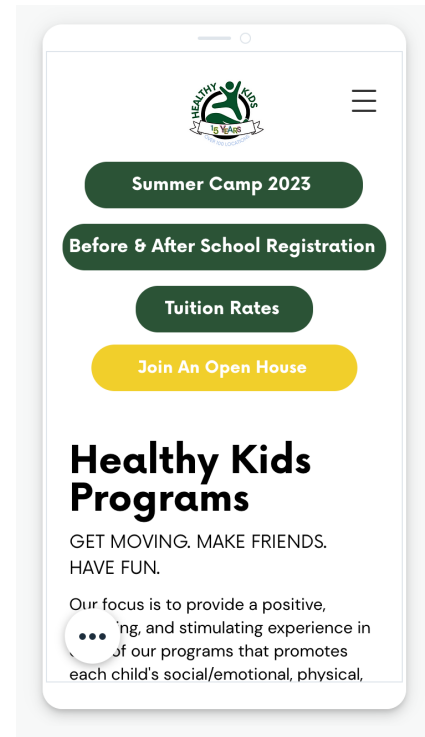 HEALTHY KIDS
15 YEARS
Summer Camp 2023
Before & After School Registration
Tuition Rates
Join An Open House
Healthy Kids
Programs
GET MOVING. MAKE FRIENDS.
HAVE FUN.
Our focus is to provide a positive,
ng, and stimulating experience in
of our programs that promotes
each child's social/emotional, physical,